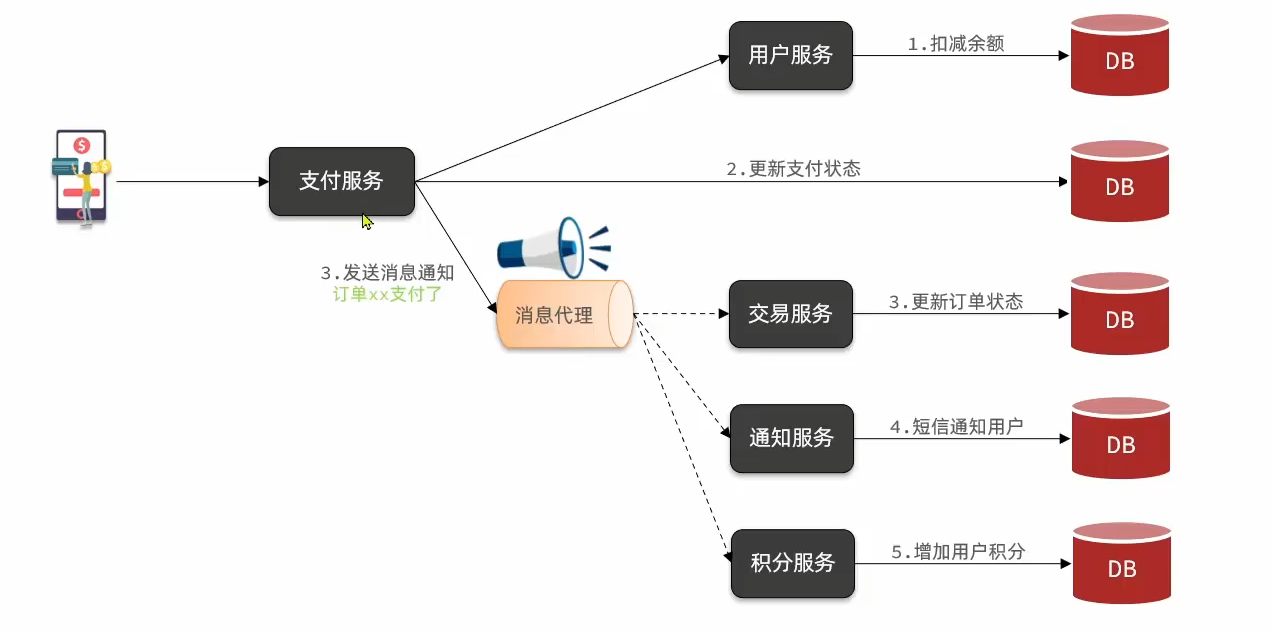 用户服务
1.扣减余额
DB
支付服务
2.更新支付状态
DB
3.发送消息通知
订单xx支付了
消息代理
交易服务
3.更新订单状态
DB
通知服务
4.短信通知用户
DB
积分服务
5.增加用户积分
DB